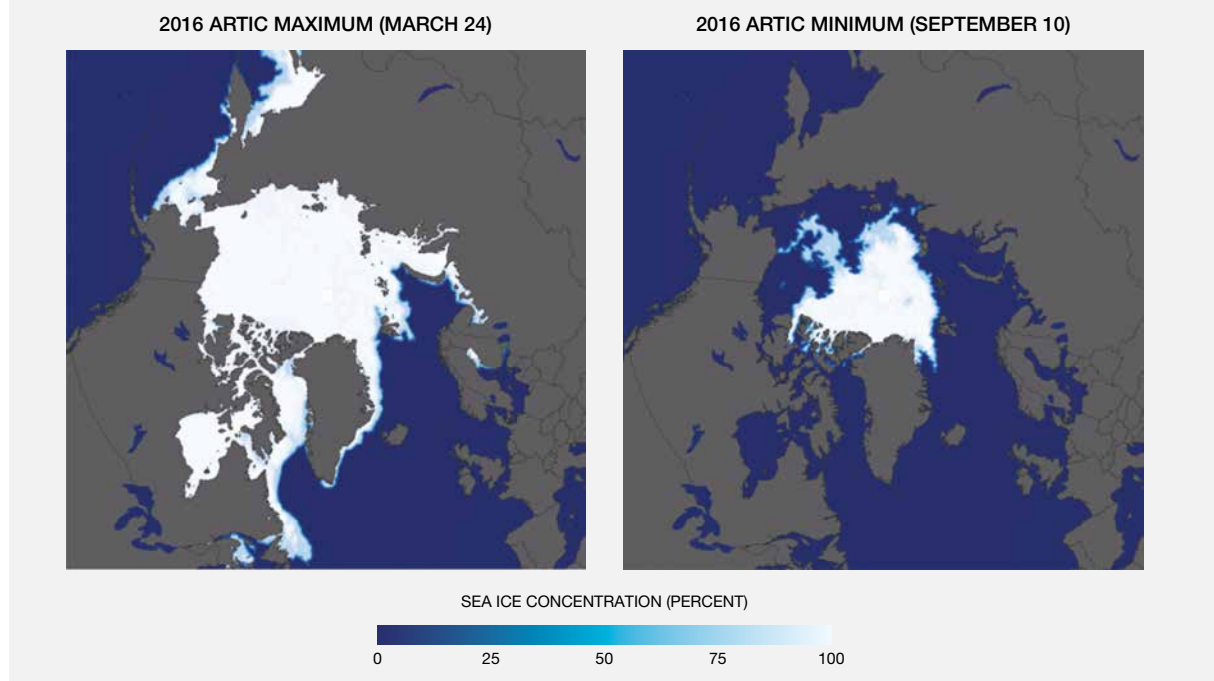 2016 ARTIC MAXIMUM (MARCH 24)
2016 ARTIC MINIMUM (SEPTEMBER 10)
SEA ICE CONCENTRATION (PERCENT)
0 25 50 75 100